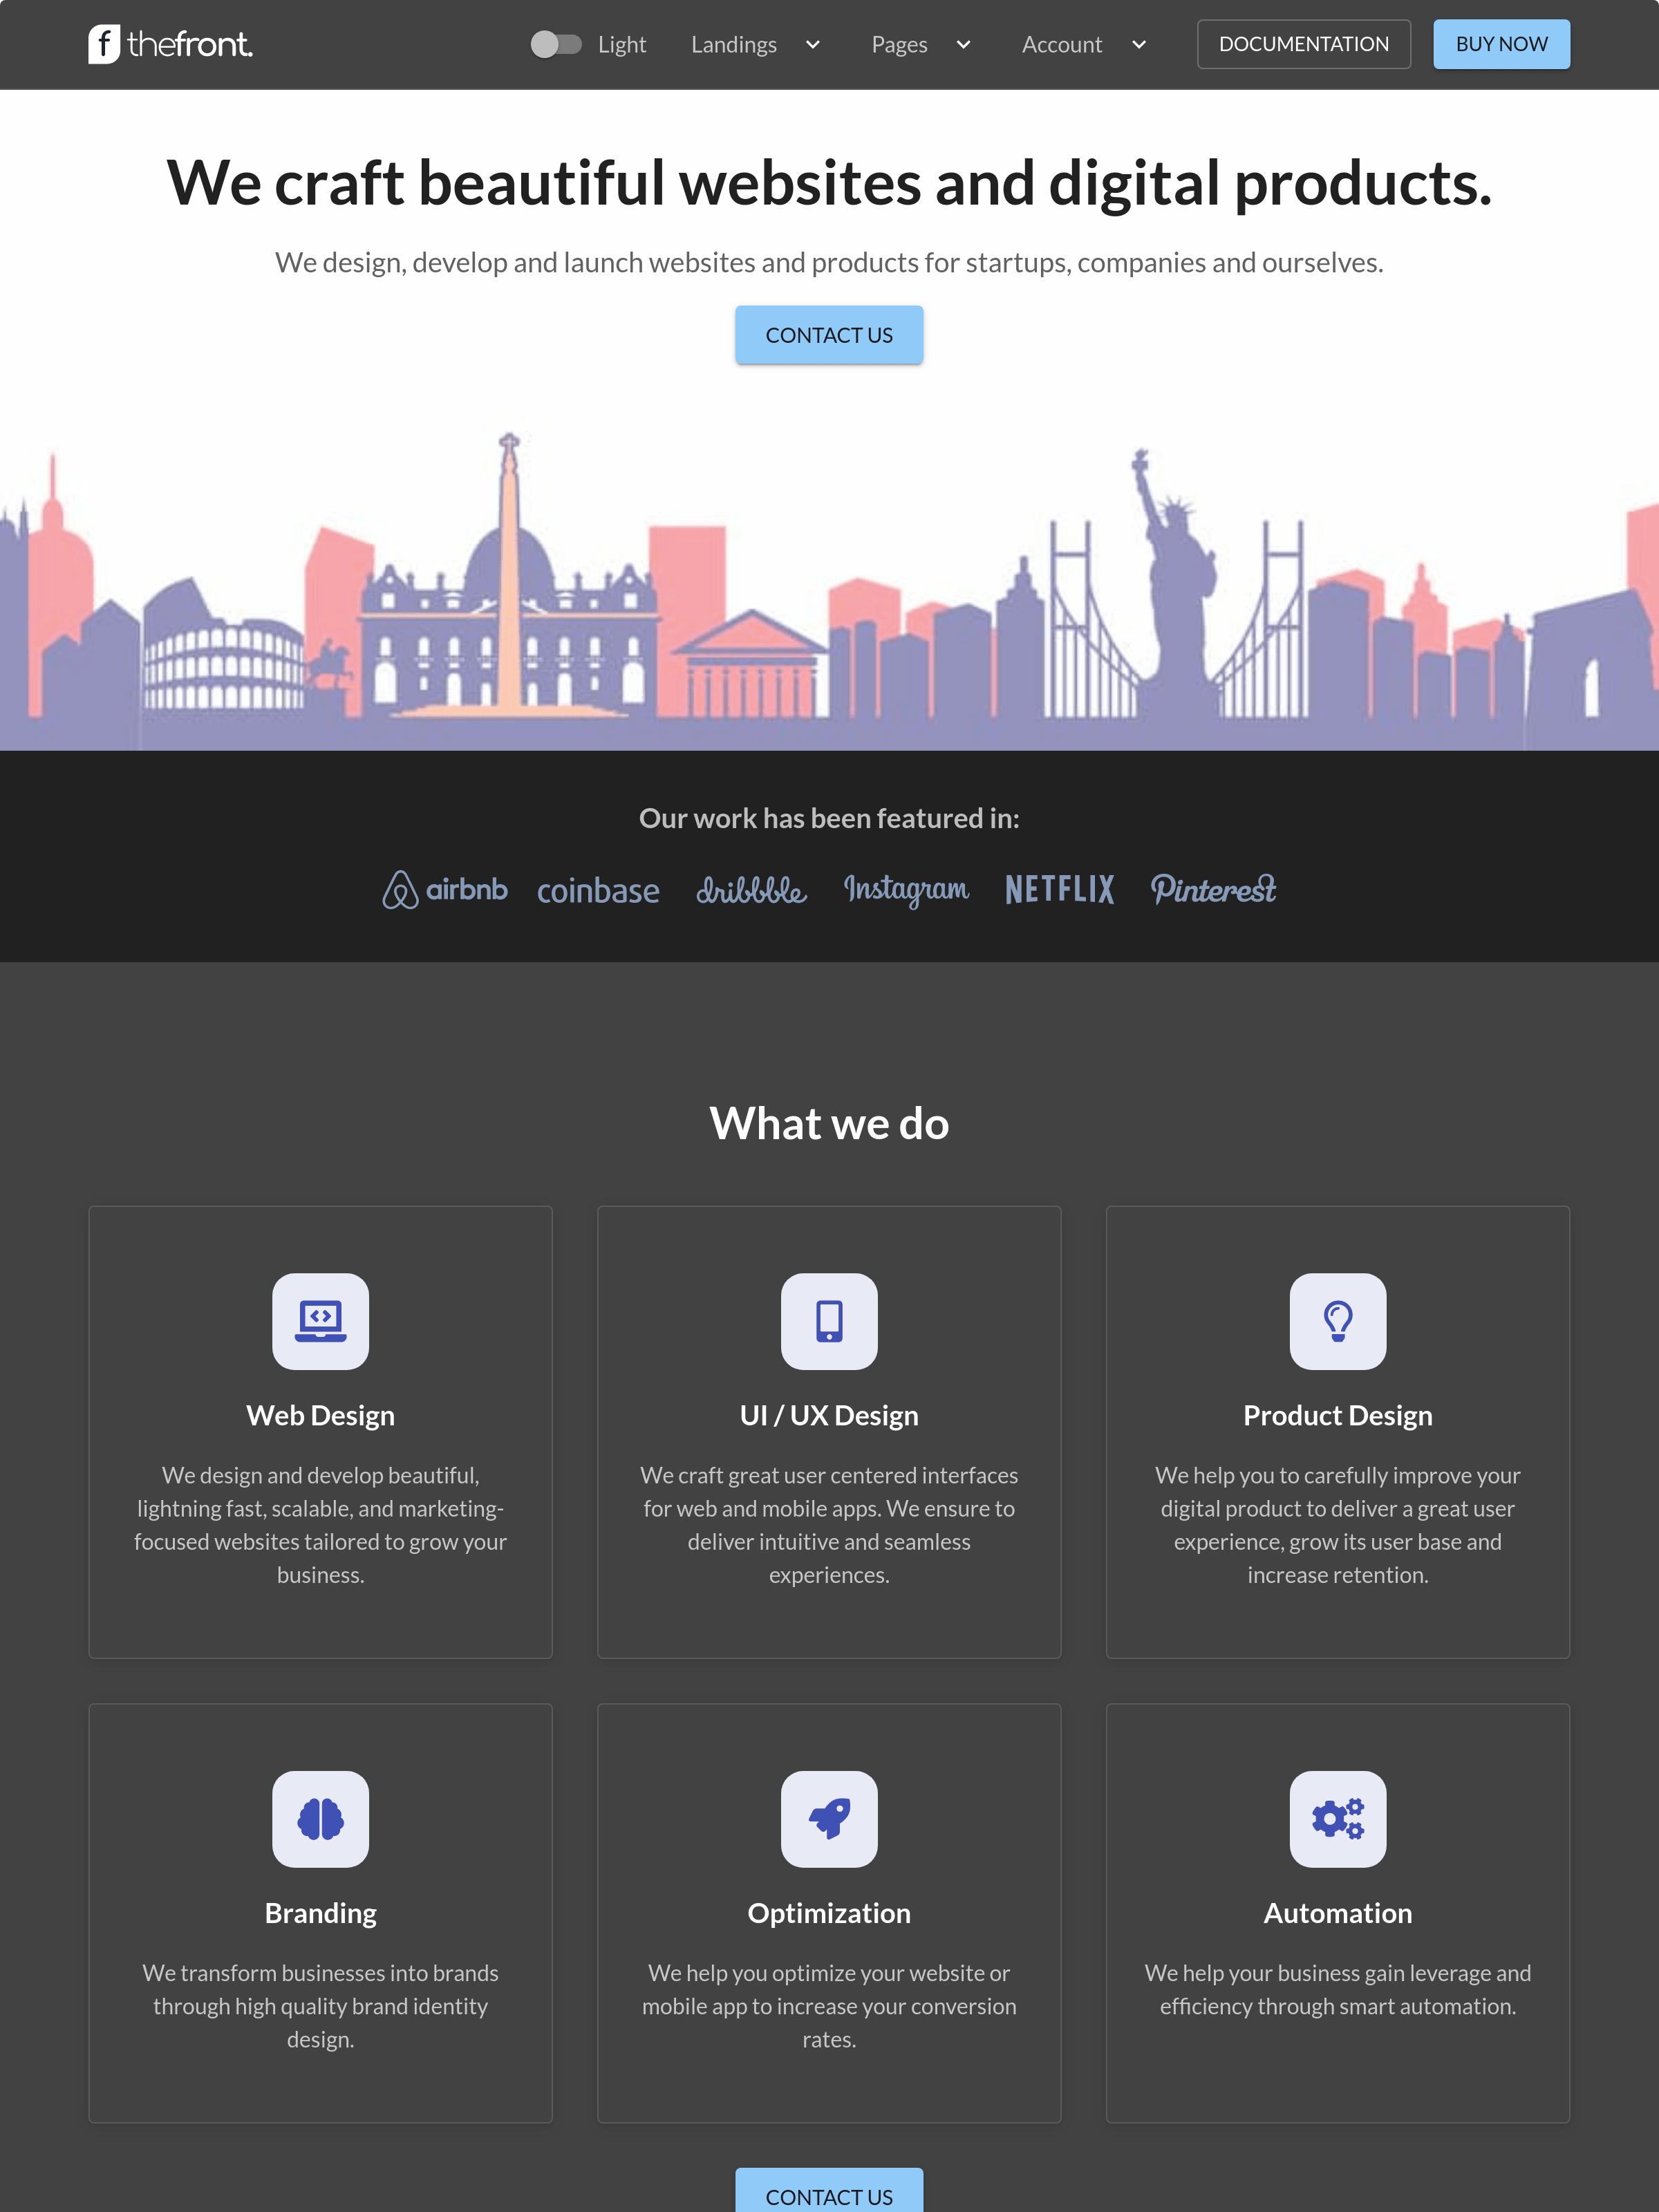 f thefront.
Light Landings Pages Account DOCUMENTATION BUY NOW
We craft beautiful websites and digital products.
We design, develop and launch websites and products for startups, companies and ourselves.
CONTACT US
Our work has been featured in:
airbnb coinbase dribbble Instagram NETFLIX Pinterest
What we do
Web Design
We design and develop beautiful,
lightning fast, scalable, and marketing-
focused websites tailored to grow your
business.
UI / UX Design
We craft great user centered interfaces
for web and mobile apps. We ensure to
deliver intuitive and seamless
experiences.
Product Design
We help you to carefully improve your
digital product to deliver a great user
experience, grow its user base and
increase retention.
Branding
We transform businesses into brands
through high quality brand identity
design.
Optimization
We help you optimize your website or
mobile app to increase your conversion
rates.
Automation
We help your business gain leverage and
efficiency through smart automation.
CONTACT US